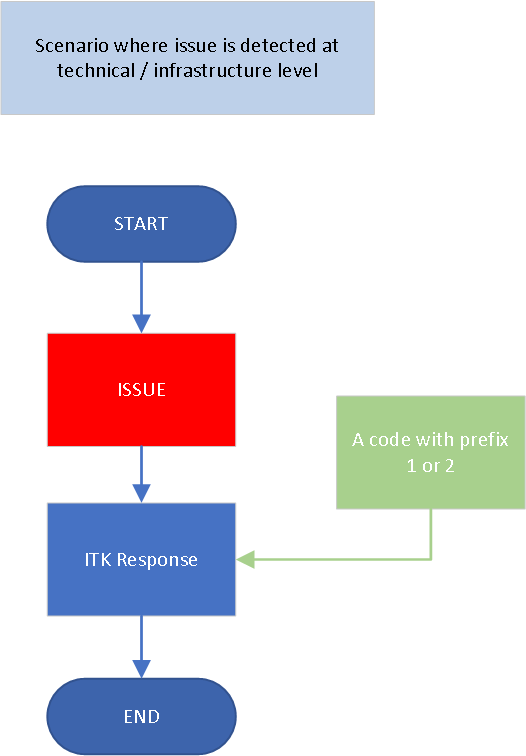 Scenario where issue is detected at
technical / infrastructure level
START
ISSUE
A code with prefix
1 or 2
ITK Response
END